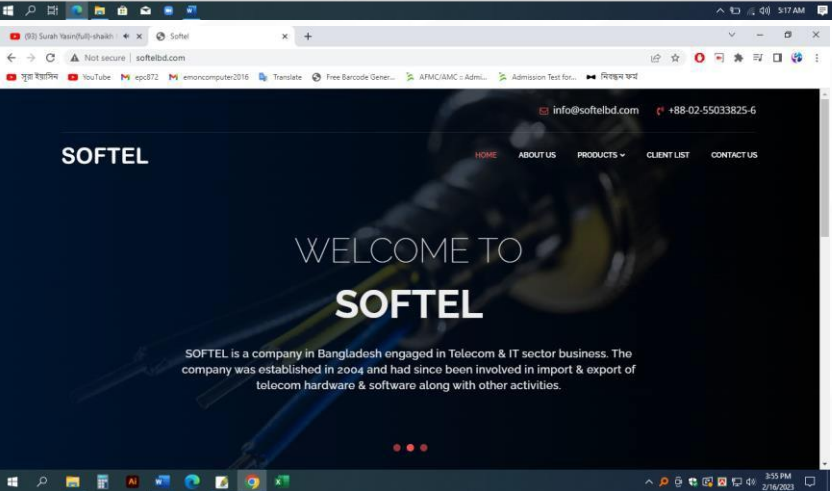 5:17 AM
(93) Surah Yasin(full)-shaikh
Softel
Not secure | softelbd.com
সূরা ইয়াসিন
YouTube
epc872
emoncomputer2016
Translate
Free Barcode Gener...
AFMC/AMC :: Admi...
Admission Test for...
নিবন্ধন ফর্ম
info@softelbd.com
+88-02-55033825-6
SOFTEL
HOME
ABOUT US
PRODUCTS
CLIENT LIST
CONTACT US
WELCOME TO
SOFTEL
SOFTEL is a company in Bangladesh engaged in Telecom & IT sector business. The
company was established in 2004 and had since been involved in import & export of
telecom hardware & software along with other activities.
Ai
3:55 PM
2/16/2023